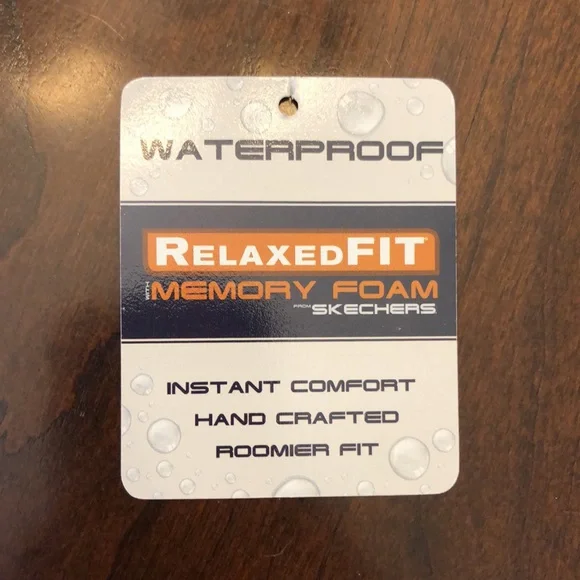 WATERPROOF
RELAXEDFIT®
WITH MEMORY FOAM
FROM SKECHERS
INSTANT COMFORT
HAND CRAFTED
ROOMIER FIT